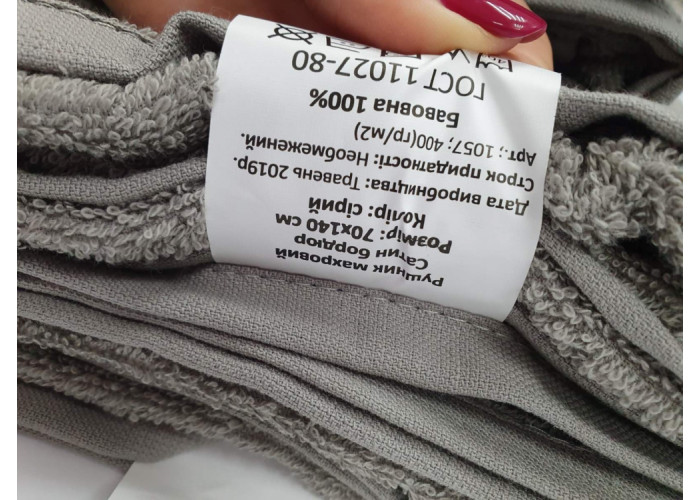 Рушник махровий
Сатин бордюр
Розмір: 70х140 см
Колір: сірий
Дата виробництва: Травень 2019р.
Строк придатності: Необмежений.
Арт.; 1057; 400(гр/м2)
Бавовна 100%
ГОСТ 11027-80